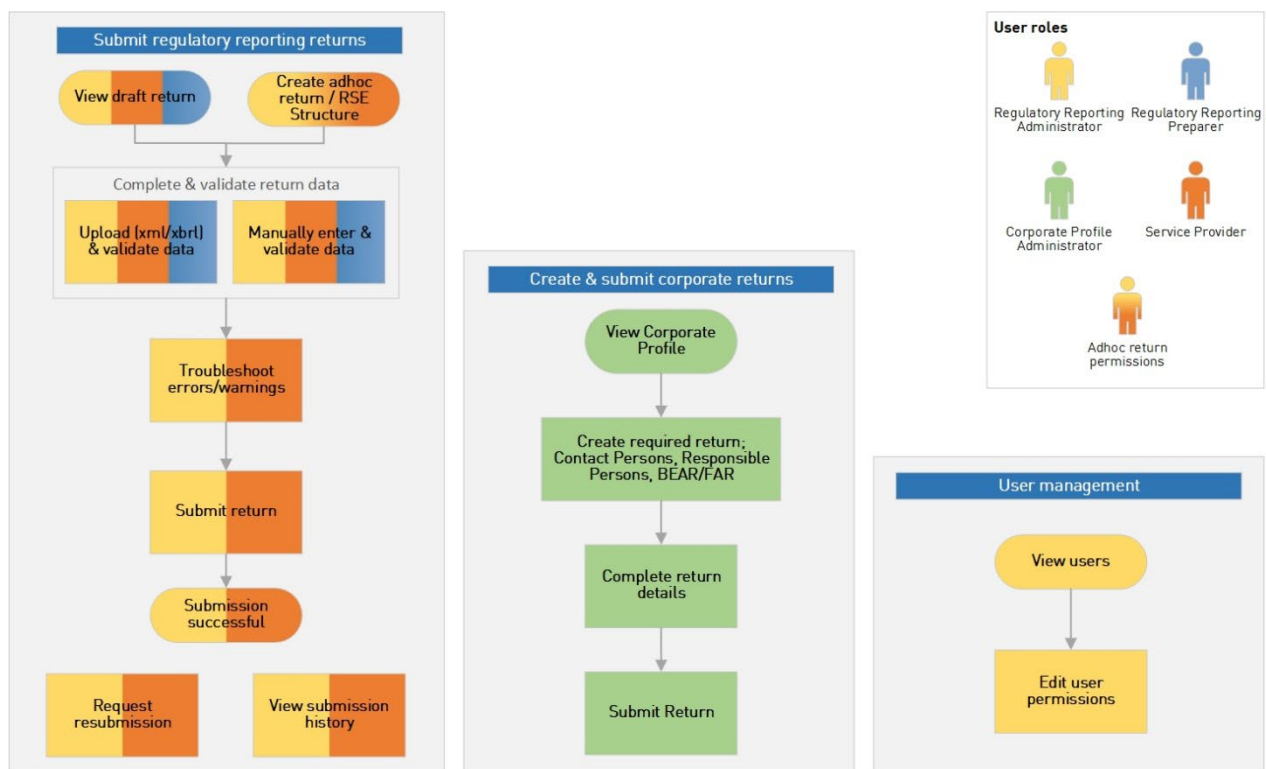 Submit regulatory reporting returns
View draft return
Create adhoc
return / RSE
Structure
Complete & validate return data
Upload (xml/xbrl)
& validate data
Manually enter &
validate data
Troubleshoot
errors/warnings
Submit return
Submission
successful
Request
resubmission
View submission
history
Create & submit corporate returns
View Corporate
Profile
Create required return;
Contact Persons, Responsible
Persons, BEAR/FAR
Complete return
details
Submit Return
User roles
Regulatory Reporting
Administrator
Regulatory Reporting
Preparer
Corporate Profile
Administrator
Service Provider
Adhoc return
permissions
User management
View users
Edit user
permissions